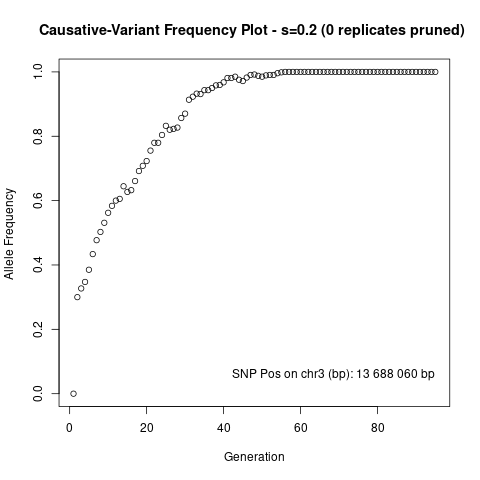 Causative-Variant Frequency Plot - s=0.2 (0 replicates pruned)
1.0
0.8
0.6
0.4
0.2
0.0
Allele Frequency
SNP Pos on chr3 (bp): 13 688 060 bp
0 20 40 60 80
Generation